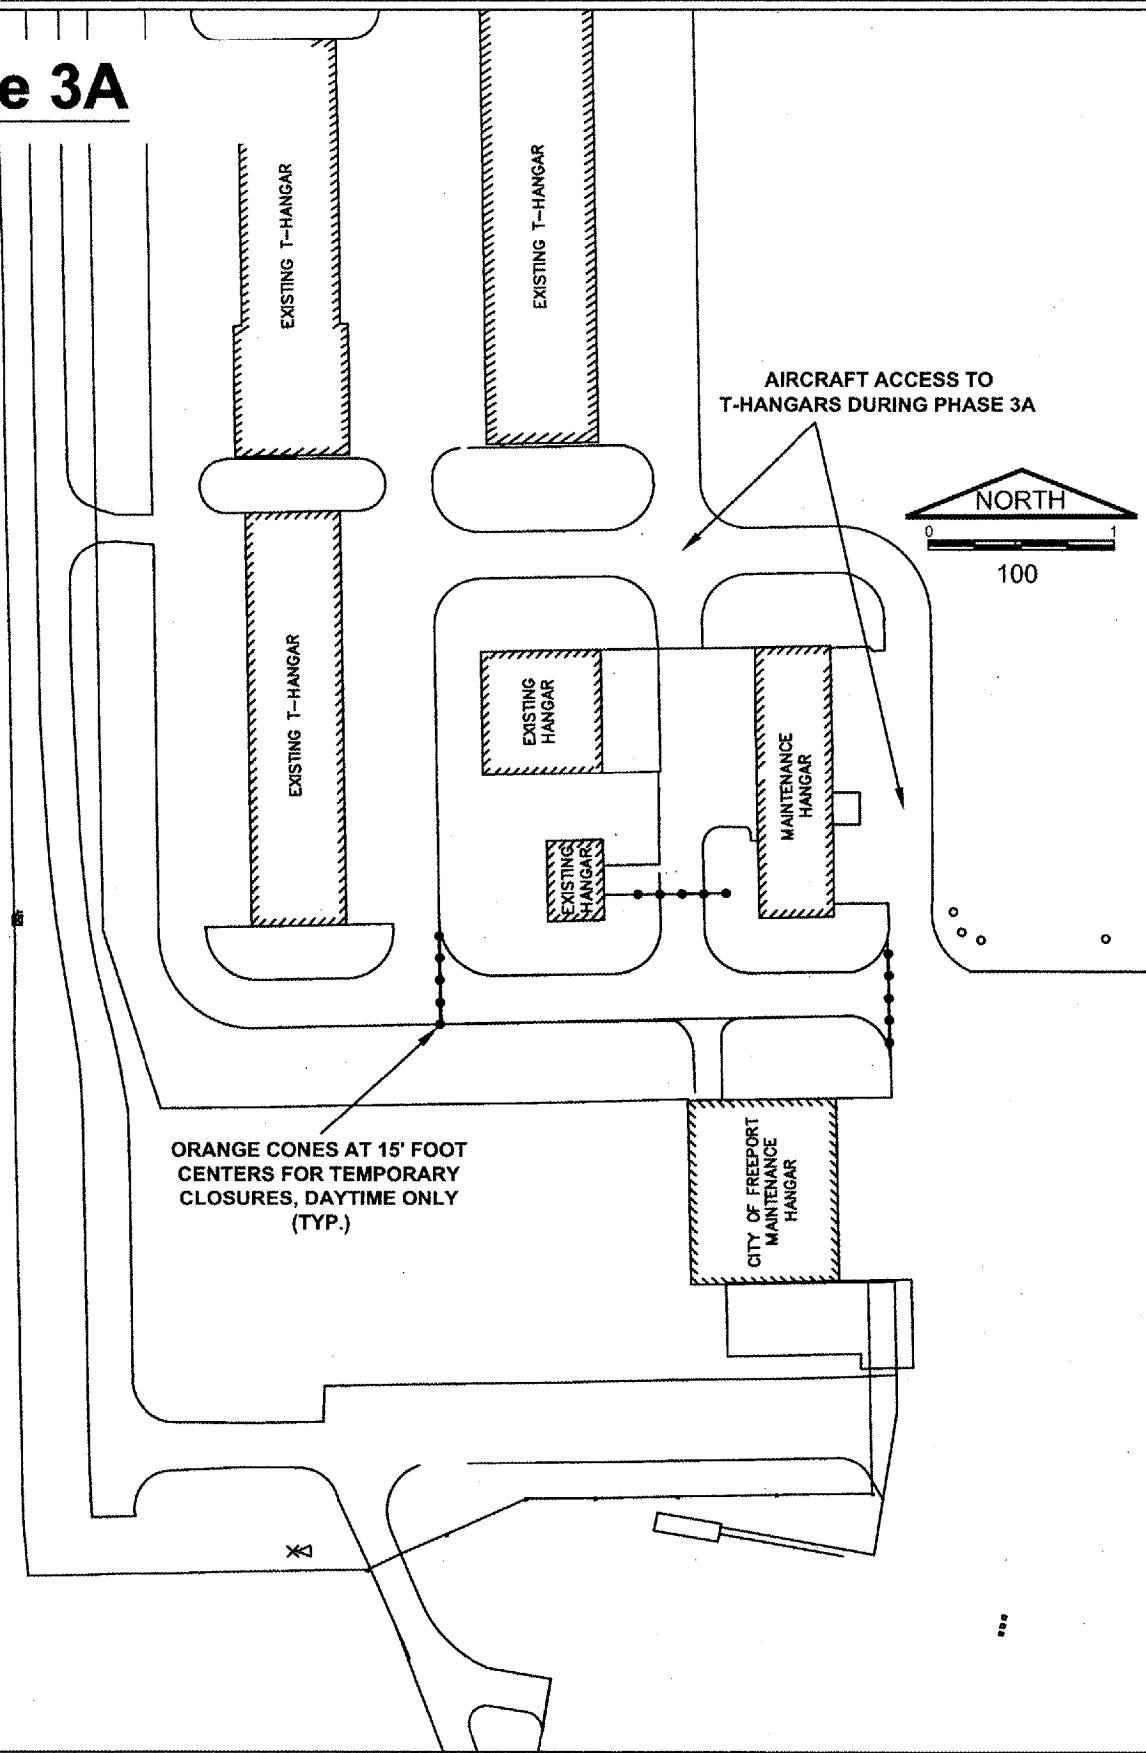 e 3A
EXISTING T-HANGAR
EXISTING T-HANGAR
AIRCRAFT ACCESS TO
T-HANGARS DURING PHASE 3A
NORTH
0 1
100
EXISTING T-HANGAR
EXISTING
HANGAR
MAINTENANCE
HANGAR
EXISTING
HANGAR
ORANGE CONES AT 15' FOOT
CENTERS FOR TEMPORARY
CLOSURES, DAYTIME ONLY
(TYP.)
CITY OF FREEPORT
MAINTENANCE
HANGAR